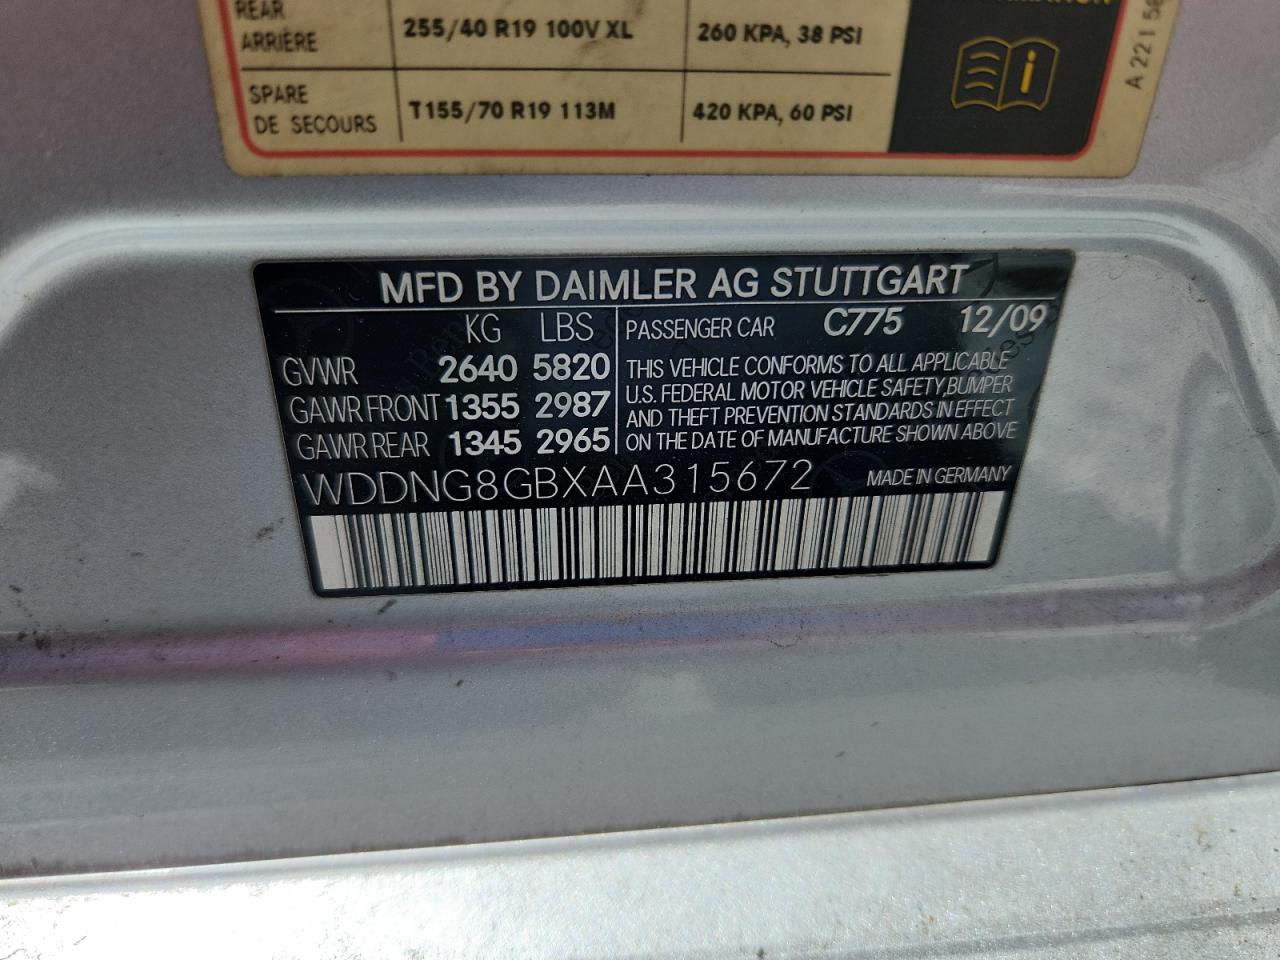 REAR
ARRIÈRE
255/40 R19 100V XL
260 KPA, 38 PSI
SPARE
DE SECOURS
T155/70 R19 113M
420 KPA, 60 PSI
i
A 221 58
MFD BY DAIMLER AG STUTTGART
KG LBS
GVWR 2640 5820
GAWR FRONT 1355 2987
GAWR REAR 1345 2965
PASSENGER CAR C775 12/09
THIS VEHICLE CONFORMS TO ALL APPLICABLE
U.S. FEDERAL MOTOR VEHICLE SAFETY,BUMPER
AND THEFT PREVENTION STANDARDS IN EFFECT
ON THE DATE OF MANUFACTURE SHOWN ABOVE
WDDNG8GBXAA315672 MADE IN GERMANY